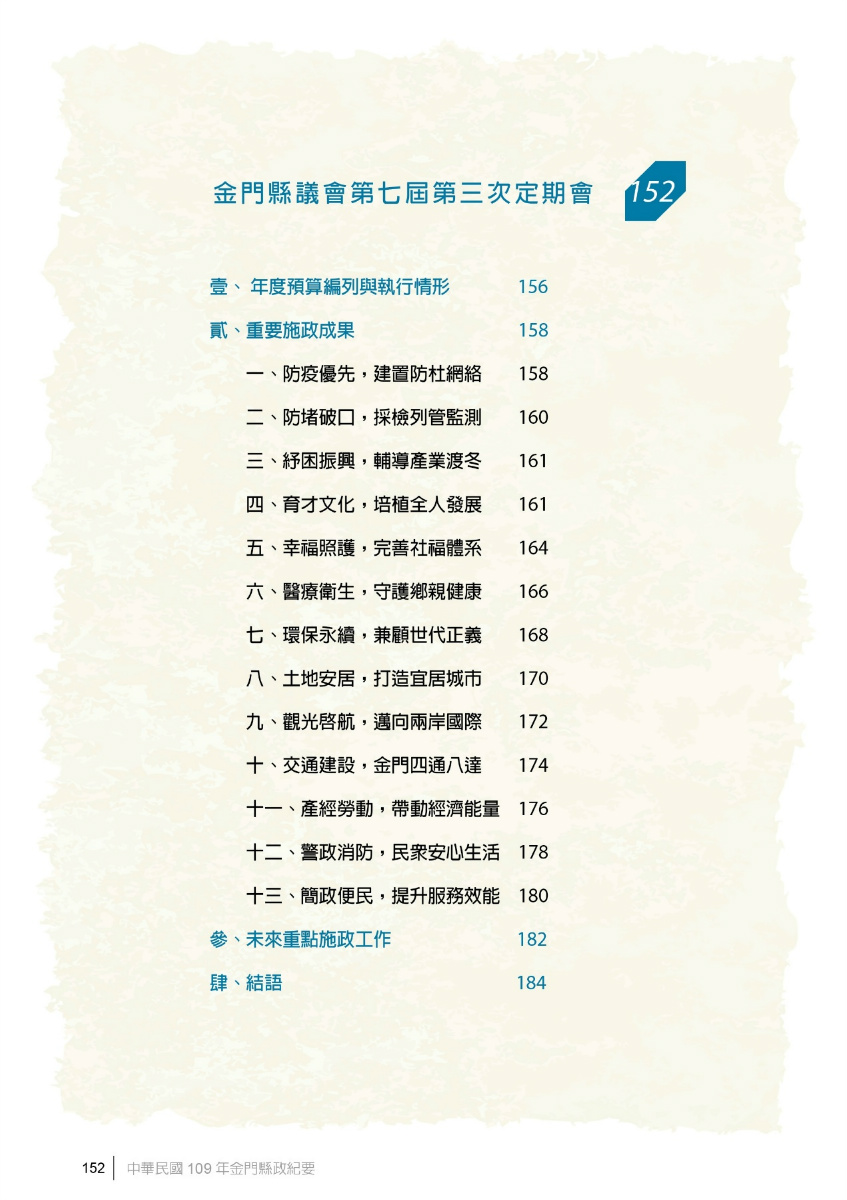 金門縣議會第七屆第三次定期會 152
壹、年度預算編列與執行情形 156
貳、重要施政成果 158
一、防疫優先，建置防杜網絡 158
二、防堵破口，採檢列管監測 160
三、紓困振興，輔導產業渡冬 161
四、育才文化，培植全人發展 161
五、幸福照護，完善社福體系 164
六、醫療衛生，守護鄉親健康 166
七、環保永續，兼顧世代正義 168
八、土地安居，打造宜居城市 170
九、觀光啓航，邁向兩岸國際 172
十、交通建設，金門四通八達 174
十一、產經勞動，帶動經濟能量 176
十二、警政消防，民眾安心生活 178
十三、簡政便民，提升服務效能 180
參、未來重點施政工作 182
肆、結語 184
152 中華民國 109 年金門縣政紀要